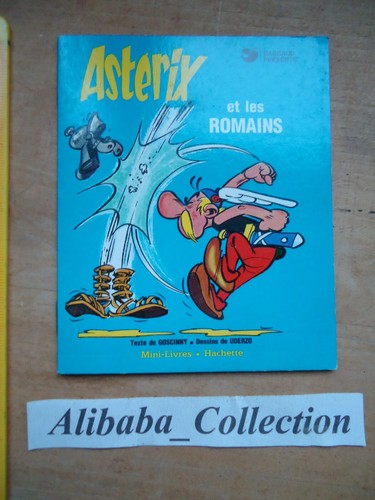 Asterix
et les
ROMAINS
Texte de GOSCINNY • Dessins de UDERZO
Mini-Livres • Hachette
Alibaba_Collection